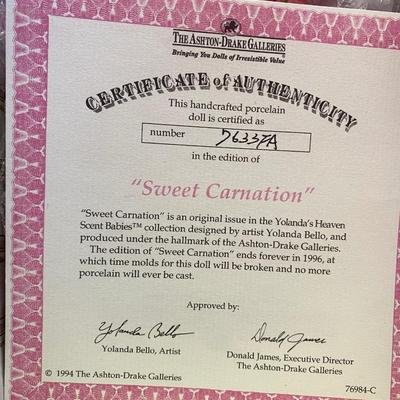 THE ASHTON-DRAKE GALLERIES
Bringing You Dolls of Irresistible Value
CERTIFICATE of AUTHENTICITY
This handcrafted porcelain
doll is certified as
number 76337A
in the edition of
"Sweet Carnation"
"Sweet Carnation" is an original issue in the Yolanda's Heaven
Scent Babies™ collection designed by artist Yolanda Bello, and
produced under the hallmark of the Ashton-Drake Galleries.
The edition of "Sweet Carnation" ends forever in 1996, at
which time molds for this doll will be broken and no more
porcelain will ever be cast.
Approved by:
Yolanda Bello Donald James
Yolanda Bello, Artist
Donald James, Executive Director
The Ashton-Drake Galleries
© 1994 The Ashton-Drake Galleries
76984-C